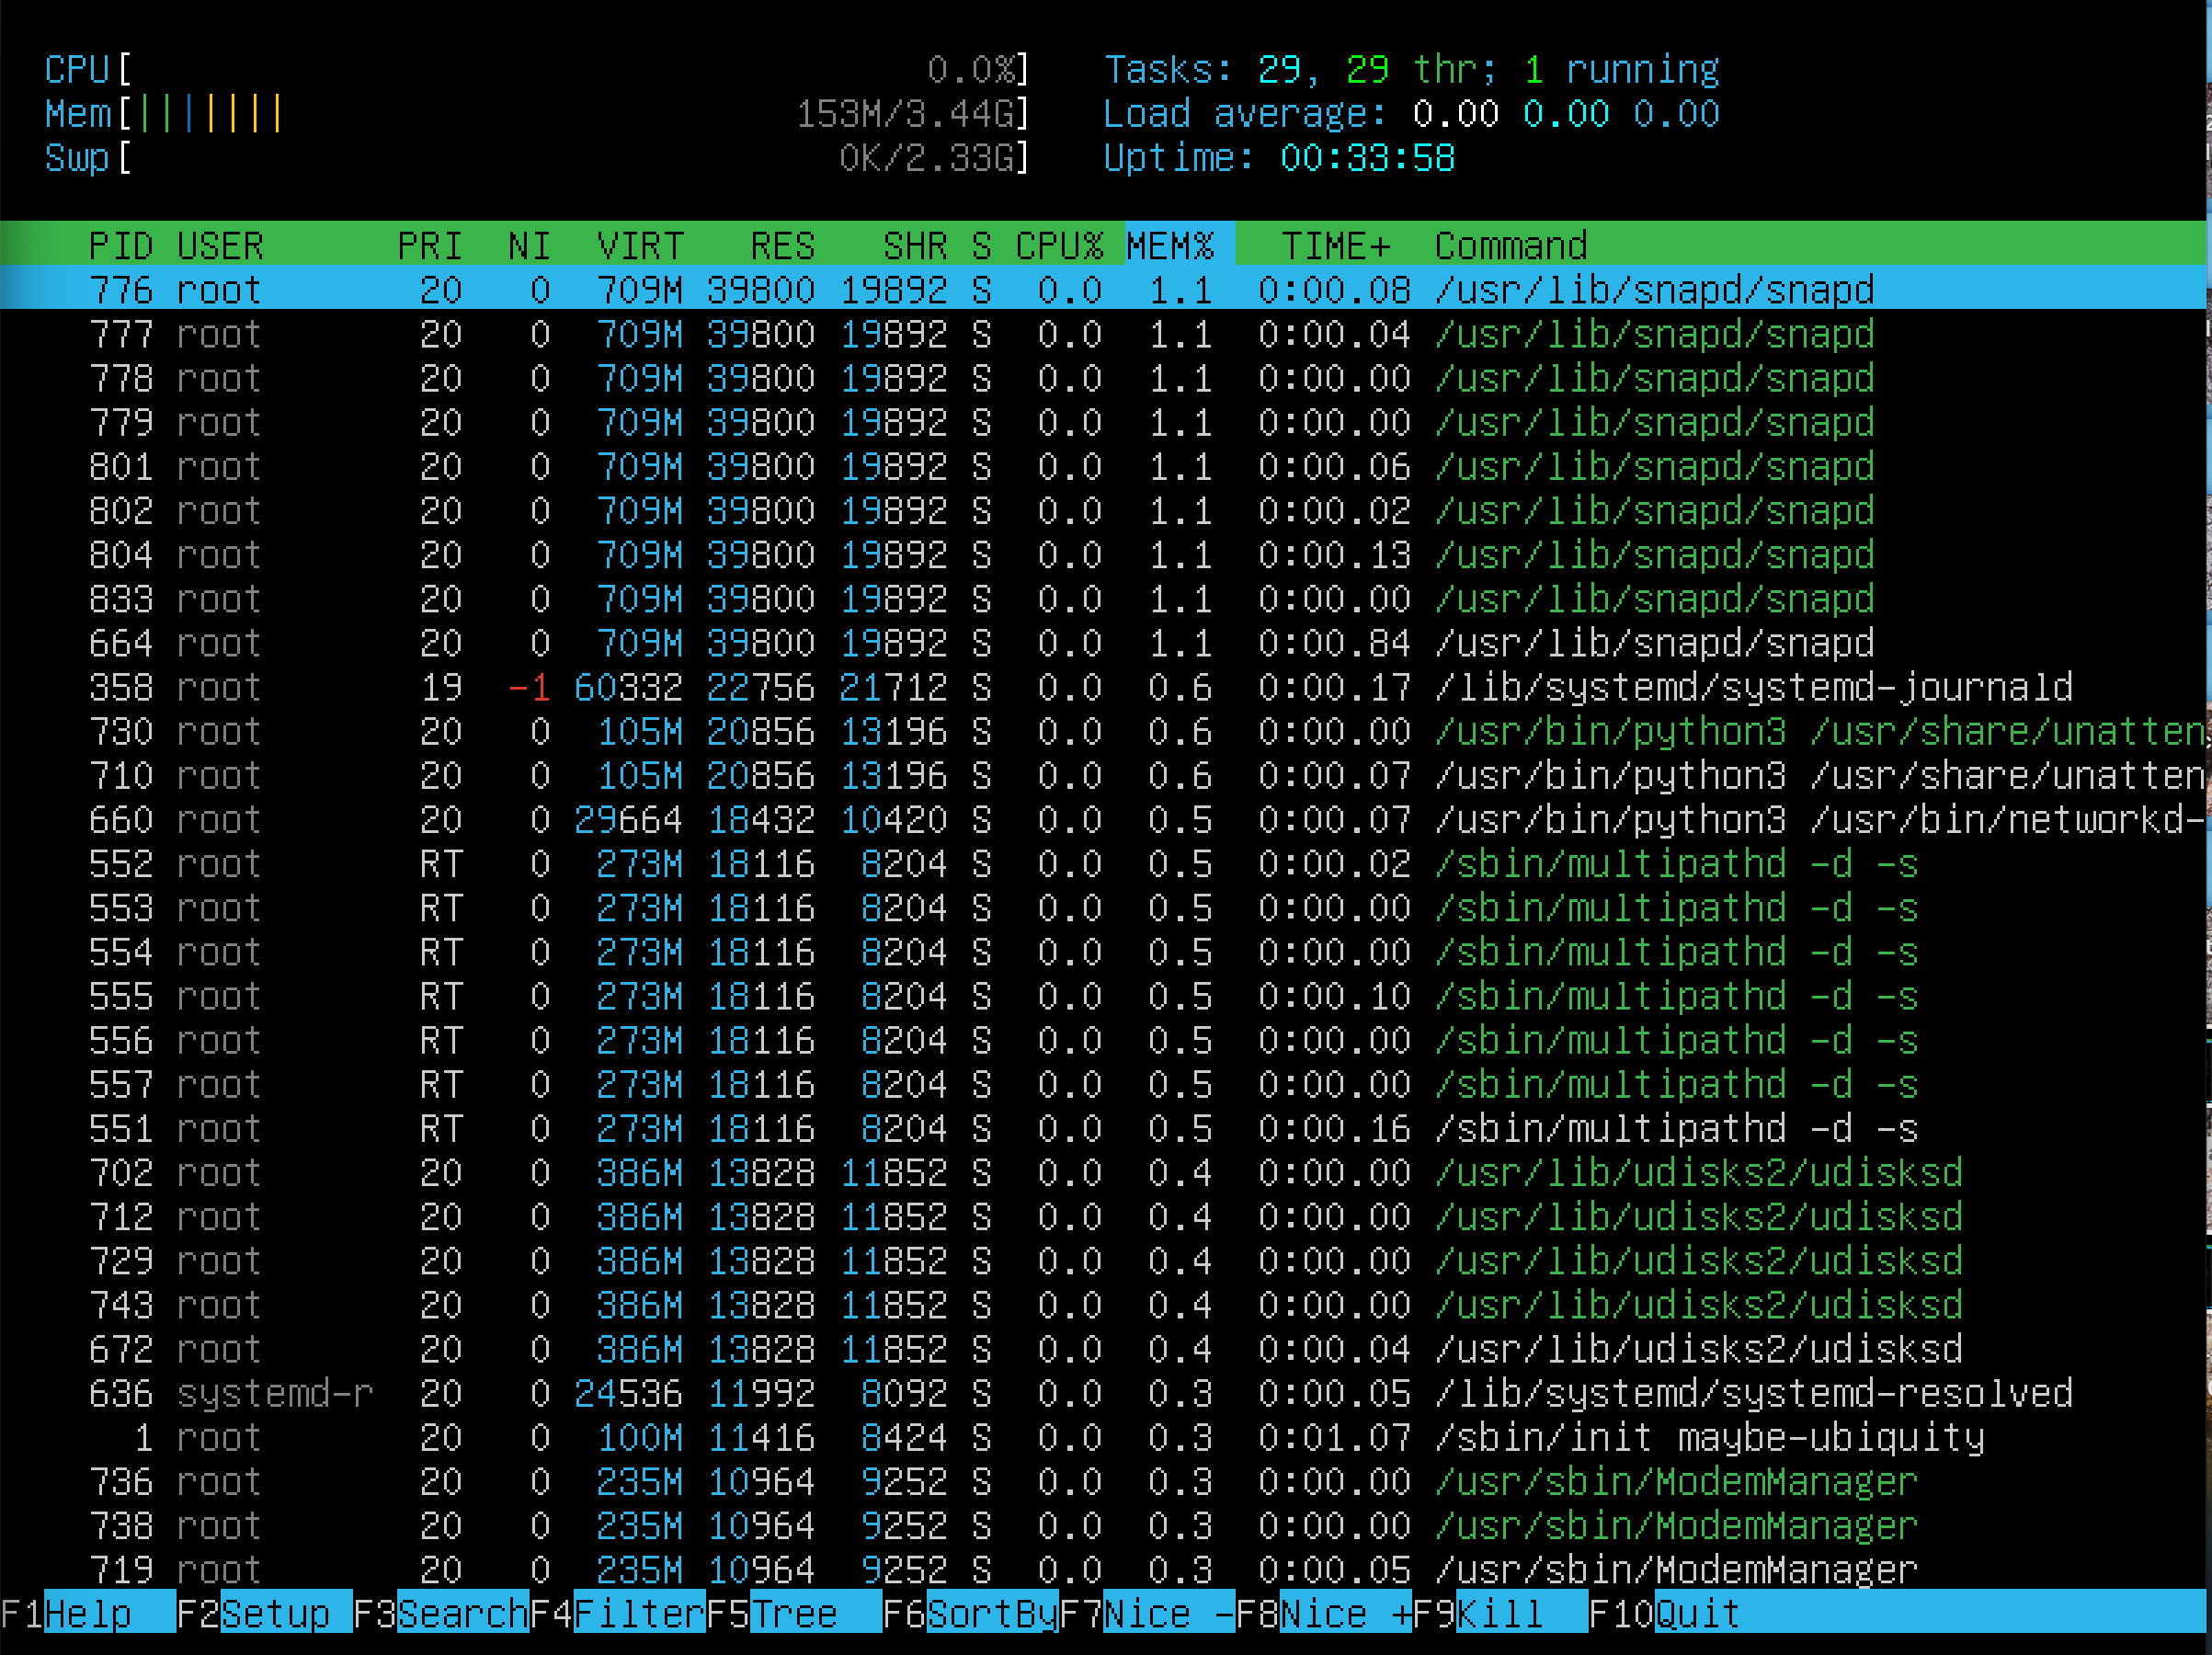 CPU[ 0.0%] Tasks: 29, 29 thr; 1 running
Mem[||||||| 153M/3.44G] Load average: 0.00 0.00 0.00
Swp[ 0K/2.33G] Uptime: 00:33:58
PID USER PRI NI VIRT RES SHR S CPU% MEM% TIME+ Command
776 root 20 0 709M 39800 19892 S 0.0 1.1 0:00.08 /usr/lib/snapd/snapd
777 root 20 0 709M 39800 19892 S 0.0 1.1 0:00.04 /usr/lib/snapd/snapd
778 root 20 0 709M 39800 19892 S 0.0 1.1 0:00.00 /usr/lib/snapd/snapd
779 root 20 0 709M 39800 19892 S 0.0 1.1 0:00.00 /usr/lib/snapd/snapd
801 root 20 0 709M 39800 19892 S 0.0 1.1 0:00.06 /usr/lib/snapd/snapd
802 root 20 0 709M 39800 19892 S 0.0 1.1 0:00.02 /usr/lib/snapd/snapd
804 root 20 0 709M 39800 19892 S 0.0 1.1 0:00.13 /usr/lib/snapd/snapd
833 root 20 0 709M 39800 19892 S 0.0 1.1 0:00.00 /usr/lib/snapd/snapd
664 root 20 0 709M 39800 19892 S 0.0 1.1 0:00.84 /usr/lib/snapd/snapd
358 root 19 -1 60332 22756 21712 S 0.0 0.6 0:00.17 /lib/systemd/systemd-journald
730 root 20 0 105M 20856 13196 S 0.0 0.6 0:00.00 /usr/bin/python3 /usr/share/unatten
710 root 20 0 105M 20856 13196 S 0.0 0.6 0:00.07 /usr/bin/python3 /usr/share/unatten
660 root 20 0 29664 18432 10420 S 0.0 0.5 0:00.07 /usr/bin/python3 /usr/bin/networkd-
552 root RT 0 273M 18116 8204 S 0.0 0.5 0:00.02 /sbin/multipathd -d -s
553 root RT 0 273M 18116 8204 S 0.0 0.5 0:00.00 /sbin/multipathd -d -s
554 root RT 0 273M 18116 8204 S 0.0 0.5 0:00.00 /sbin/multipathd -d -s
555 root RT 0 273M 18116 8204 S 0.0 0.5 0:00.10 /sbin/multipathd -d -s
556 root RT 0 273M 18116 8204 S 0.0 0.5 0:00.00 /sbin/multipathd -d -s
557 root RT 0 273M 18116 8204 S 0.0 0.5 0:00.00 /sbin/multipathd -d -s
551 root RT 0 273M 18116 8204 S 0.0 0.5 0:00.16 /sbin/multipathd -d -s
702 root 20 0 386M 13828 11852 S 0.0 0.4 0:00.00 /usr/lib/udisks2/udisksd
712 root 20 0 386M 13828 11852 S 0.0 0.4 0:00.00 /usr/lib/udisks2/udisksd
729 root 20 0 386M 13828 11852 S 0.0 0.4 0:00.00 /usr/lib/udisks2/udisksd
743 root 20 0 386M 13828 11852 S 0.0 0.4 0:00.00 /usr/lib/udisks2/udisksd
672 root 20 0 386M 13828 11852 S 0.0 0.4 0:00.04 /usr/lib/udisks2/udisksd
636 systemd-r 20 0 24536 11992 8092 S 0.0 0.3 0:00.05 /lib/systemd/systemd-resolved
1 root 20 0 100M 11416 8424 S 0.0 0.3 0:01.07 /sbin/init maybe-ubiquity
736 root 20 0 235M 10964 9252 S 0.0 0.3 0:00.00 /usr/sbin/ModemManager
738 root 20 0 235M 10964 9252 S 0.0 0.3 0:00.00 /usr/sbin/ModemManager
719 root 20 0 235M 10964 9252 S 0.0 0.3 0:00.05 /usr/sbin/ModemManager
F1Help F2Setup F3SearchF4FilterF5Tree F6SortByF7Nice -F8Nice +F9Kill F10Quit